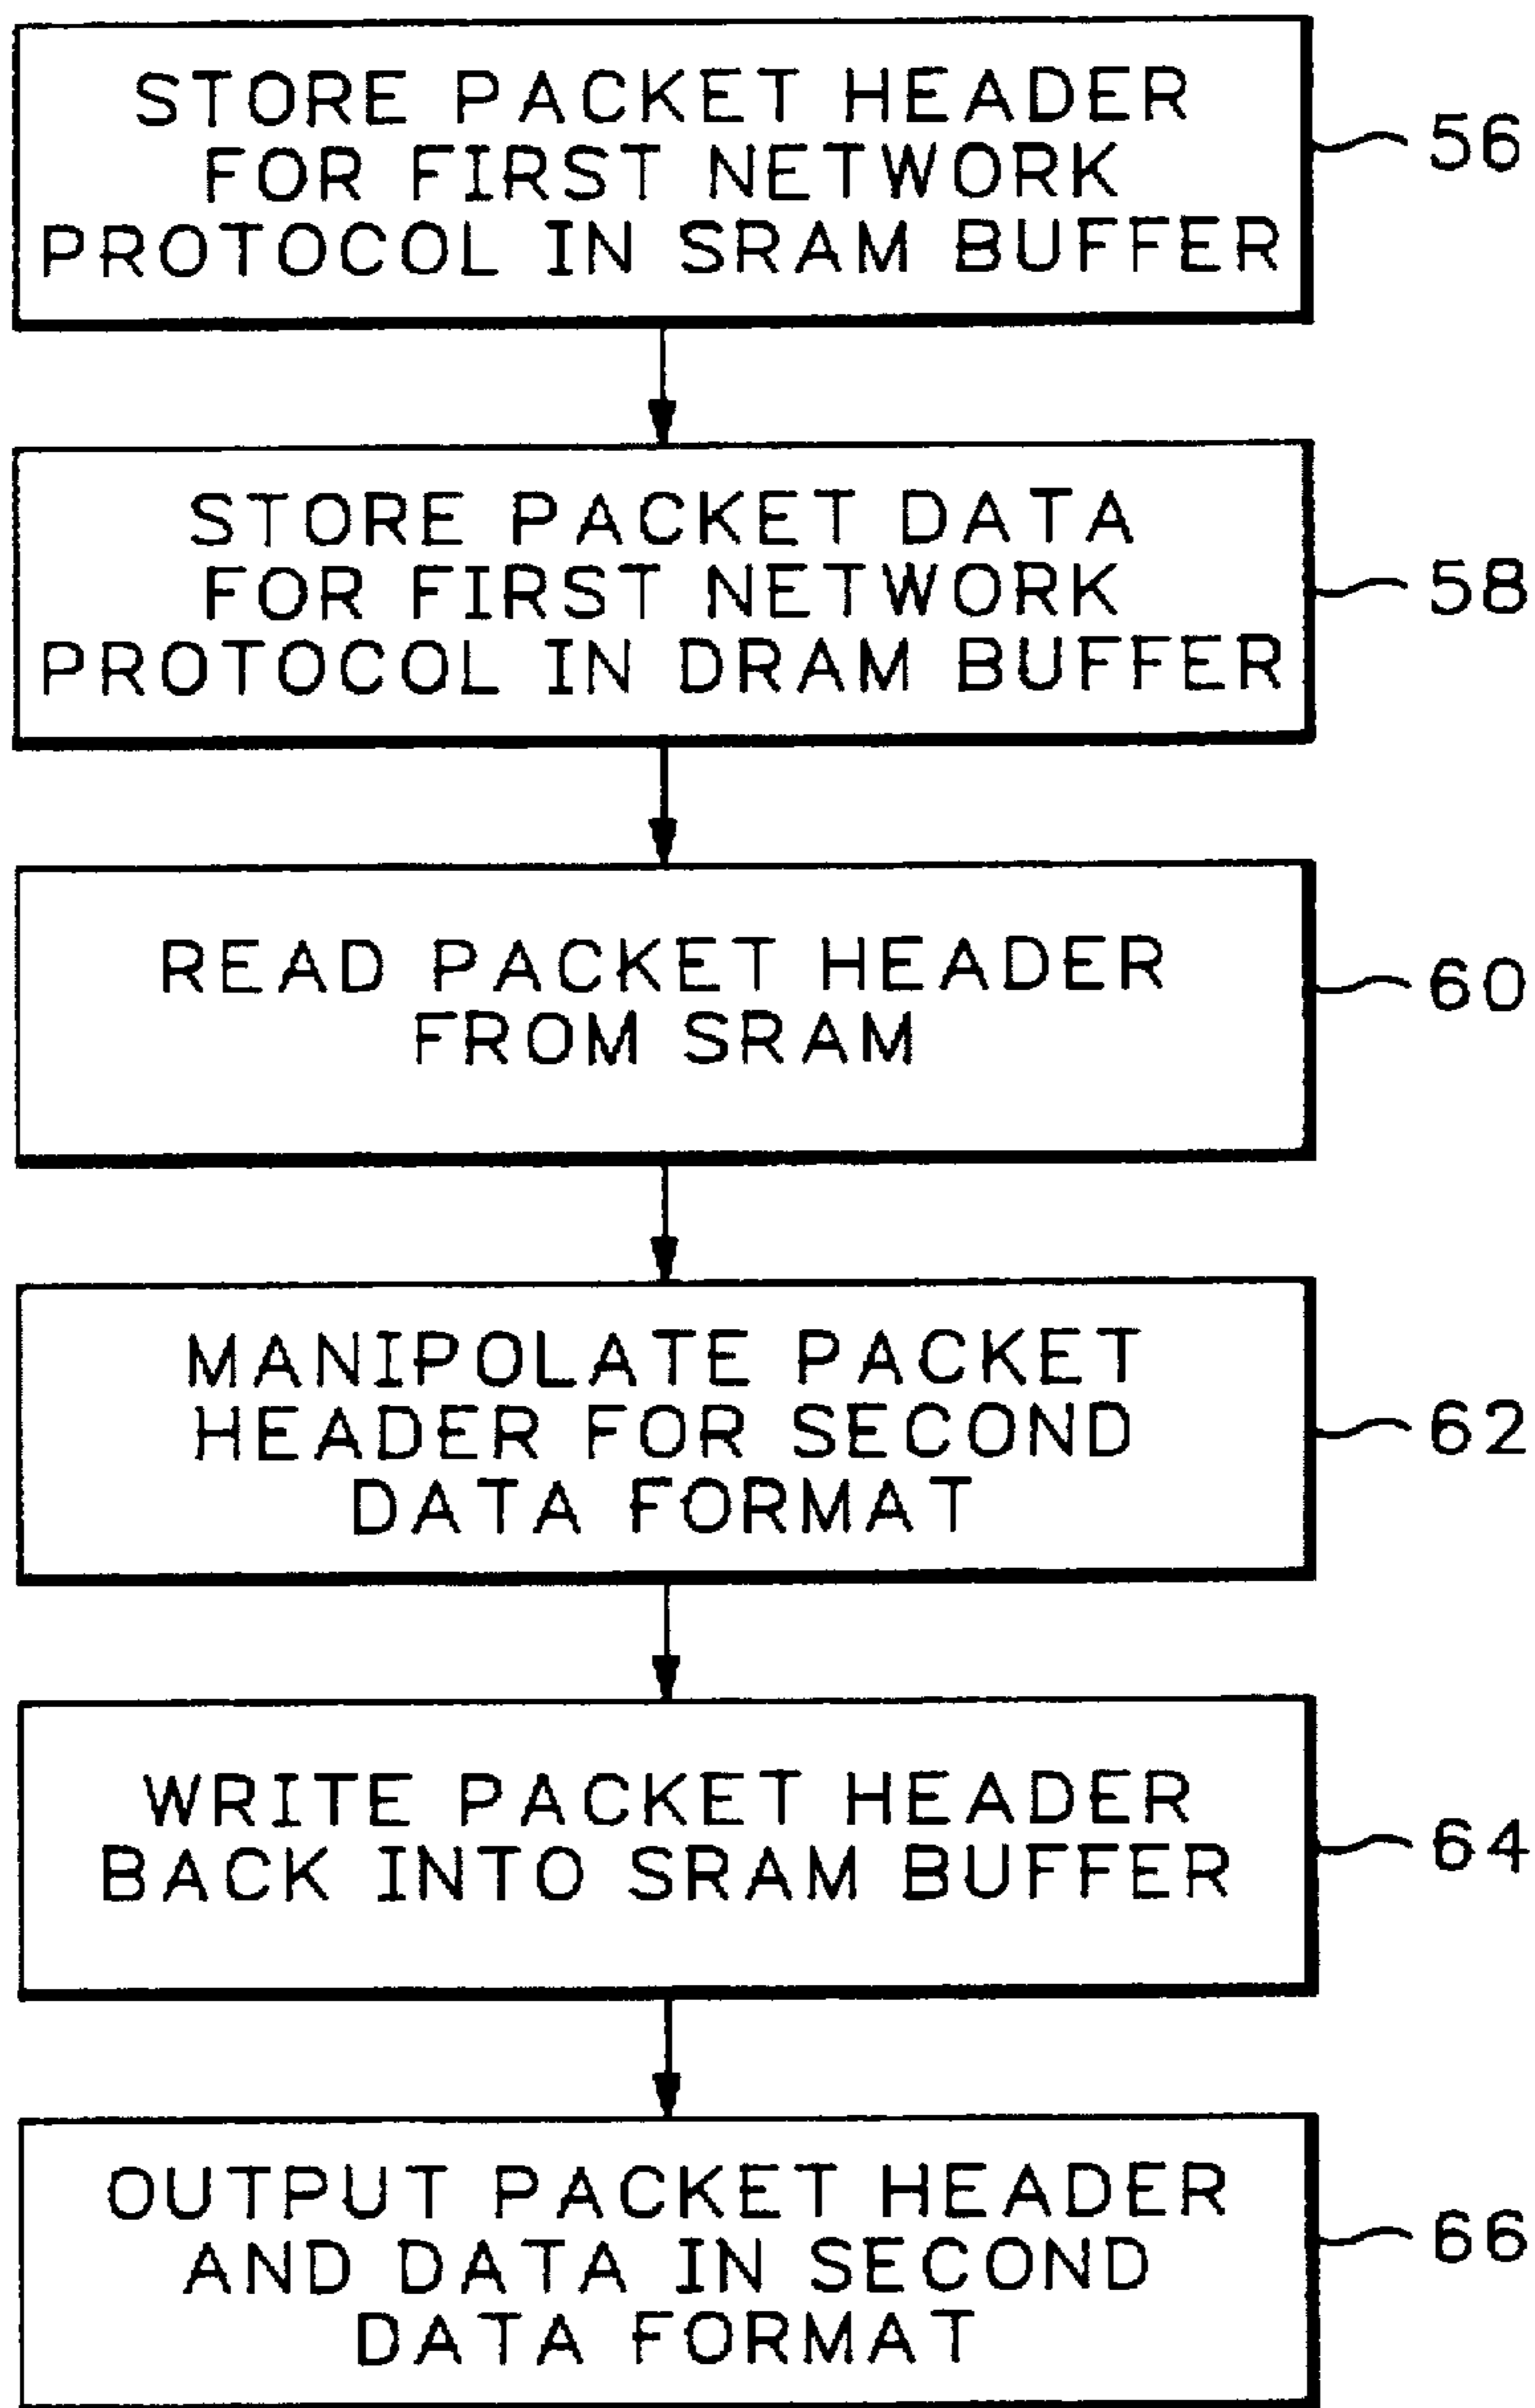 STORE PACKET HEADER
FOR FIRST NETWORK
PROTOCOL IN SRAM BUFFER
56
STORE PACKET DATA
FOR FIRST NETWORK
PROTOCOL IN DRAM BUFFER
58
READ PACKET HEADER
FROM SRAM
60
MANIPOLATE PACKET
HEADER FOR SECOND
DATA FORMAT
62
WRITE PACKET HEADER
BACK INTO SRAM BUFFER
64
OUTPUT PACKET HEADER
AND DATA IN SECOND
DATA FORMAT
66